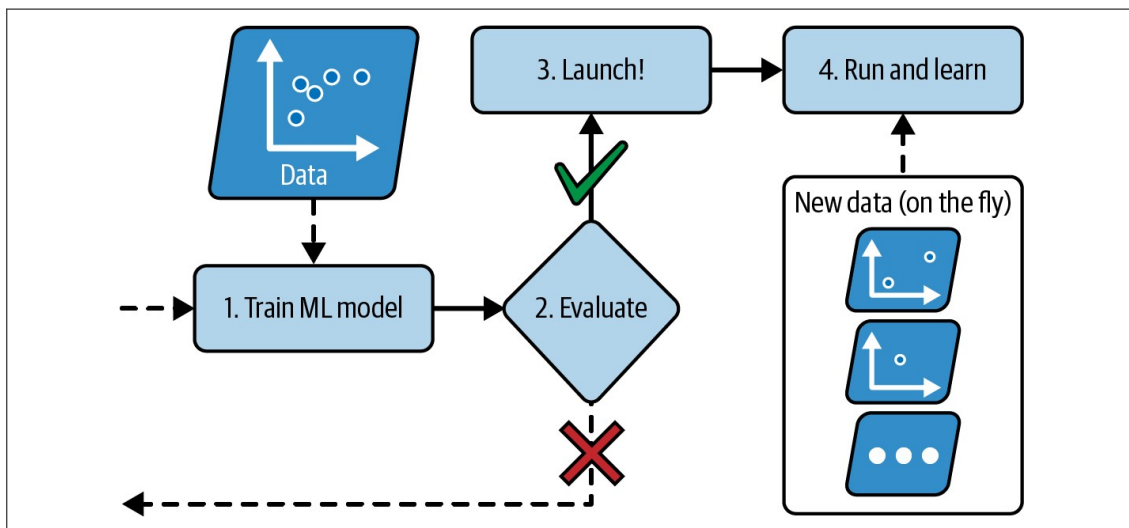 Data
1. Train ML model
2. Evaluate
3. Launch!
4. Run and learn
New data (on the fly)